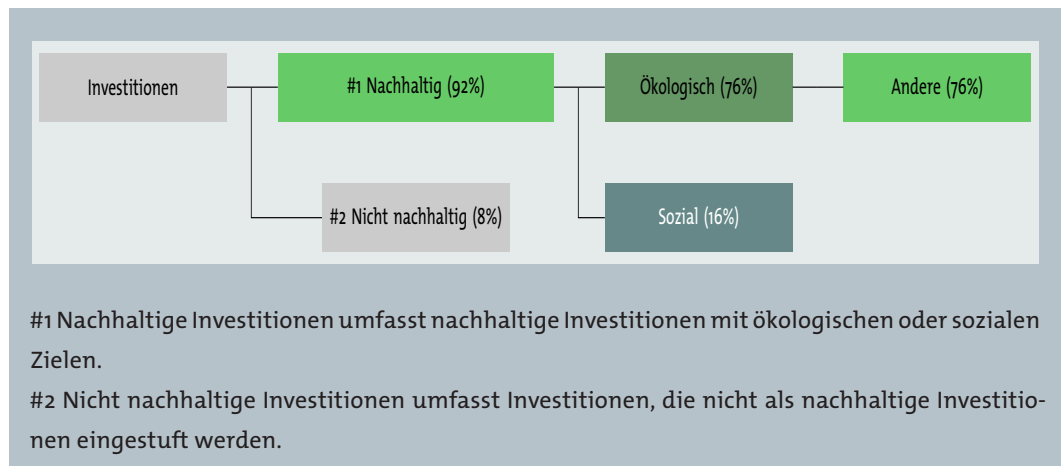 Investitionen
#1 Nachhaltig (92%)
Ökologisch (76%)
Andere (76%)
#2 Nicht nachhaltig (8%)
Sozial (16%)
#1 Nachhaltige Investitionen umfasst nachhaltige Investitionen mit ökologischen oder sozialen
Zielen.
#2 Nicht nachhaltige Investitionen umfasst Investitionen, die nicht als nachhaltige Investitio-
nen eingestuft werden.